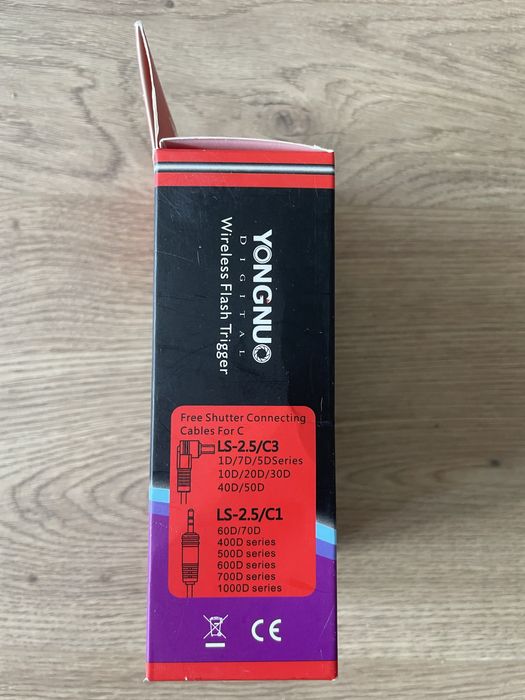 YONGNUO
DIGITAL
Wireless Flash Trigger
Free Shutter Connecting
Cables For C
LS-2.5/C3
1D/7D/5DSeries
10D/20D/30D
40D/50D
LS-2.5/C1
60D/70D
400D series
500D series
600D series
700D series
1000D series
CE